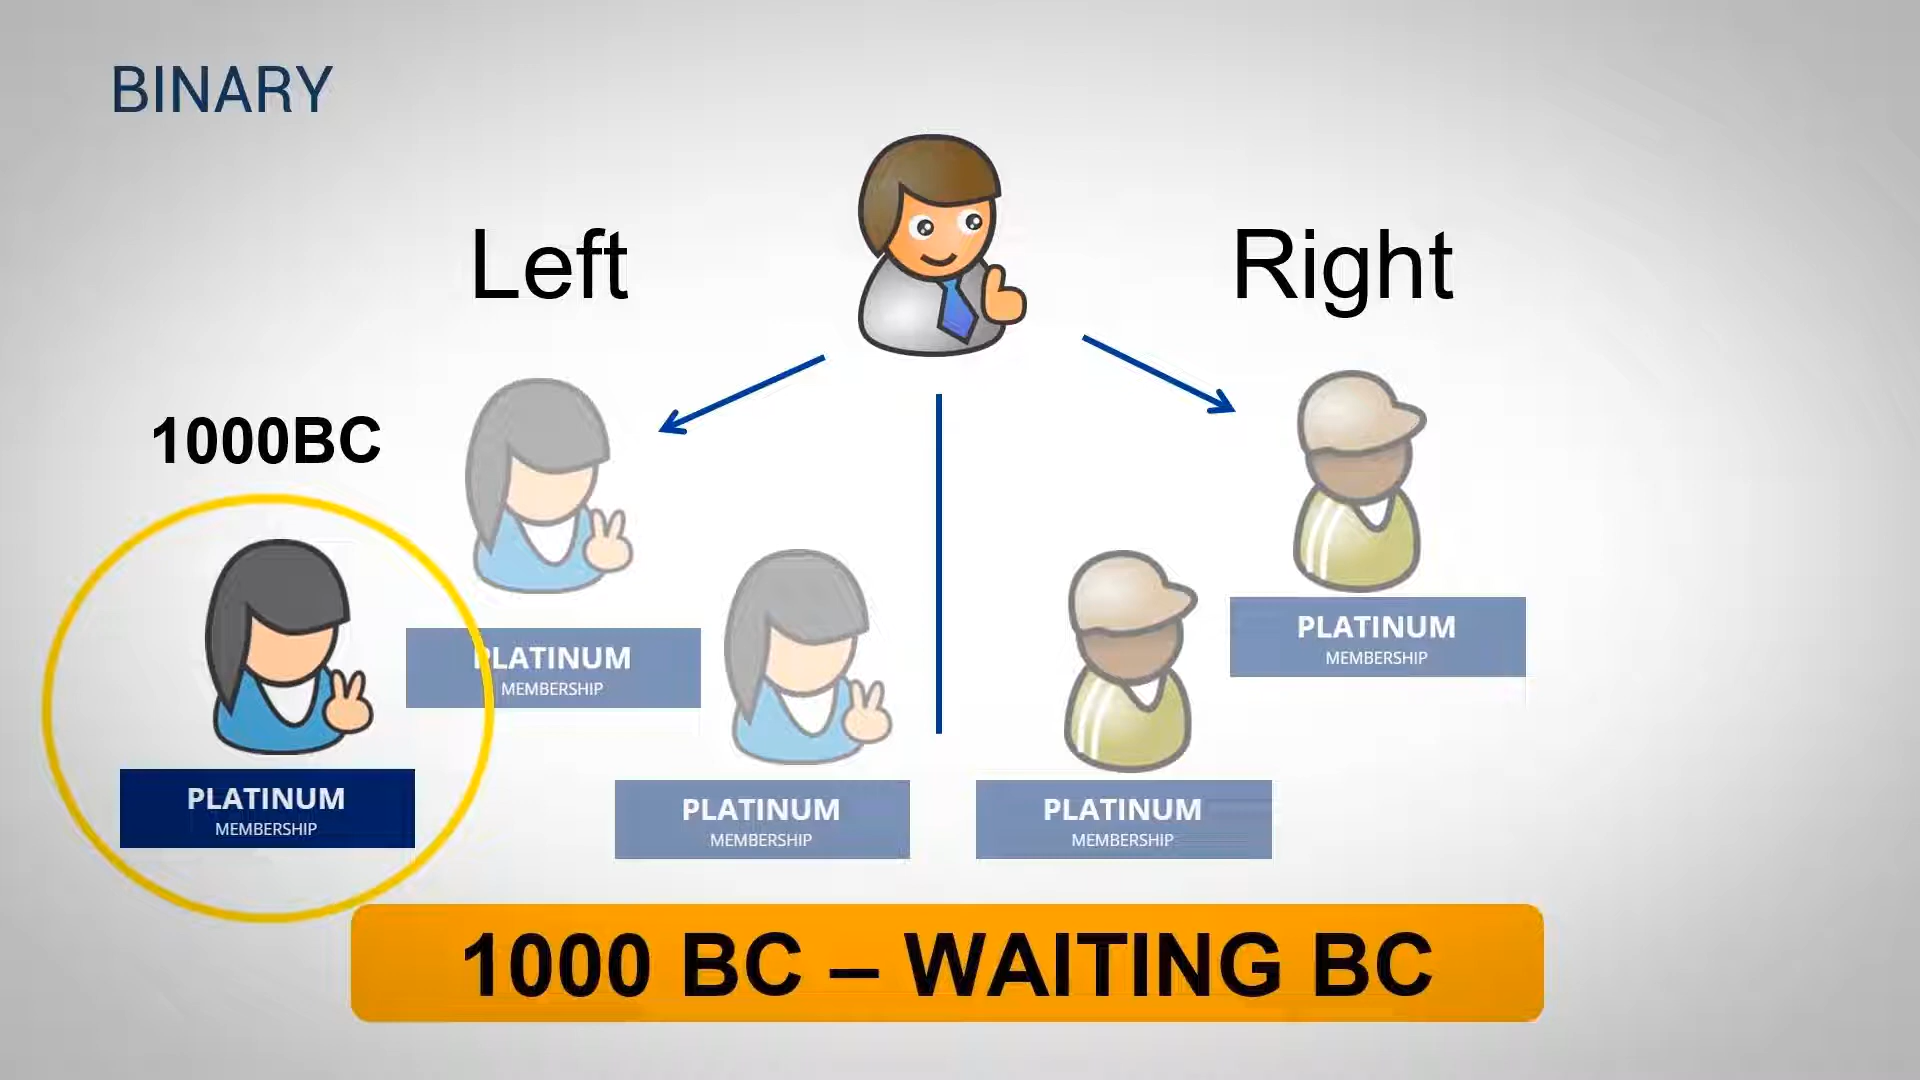 BINARY
Left
Right
1000BC
PLATINUM
MEMBERSHIP
PLATINUM
MEMBERSHIP
PLATINUM
MEMBERSHIP
PLATINUM
MEMBERSHIP
PLATINUM
MEMBERSHIP
1000 BC – WAITING BC